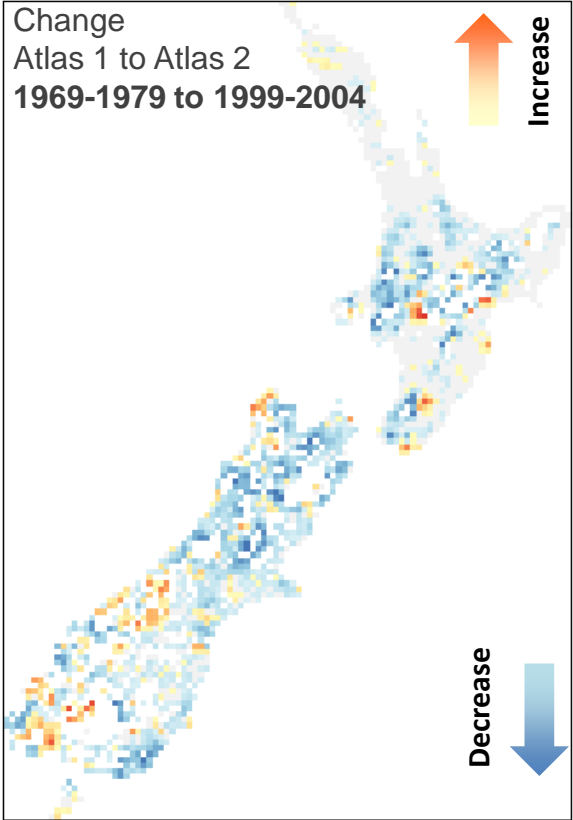 Change
Atlas 1 to Atlas 2
1969-1979 to 1999-2004
Increase
Decrease